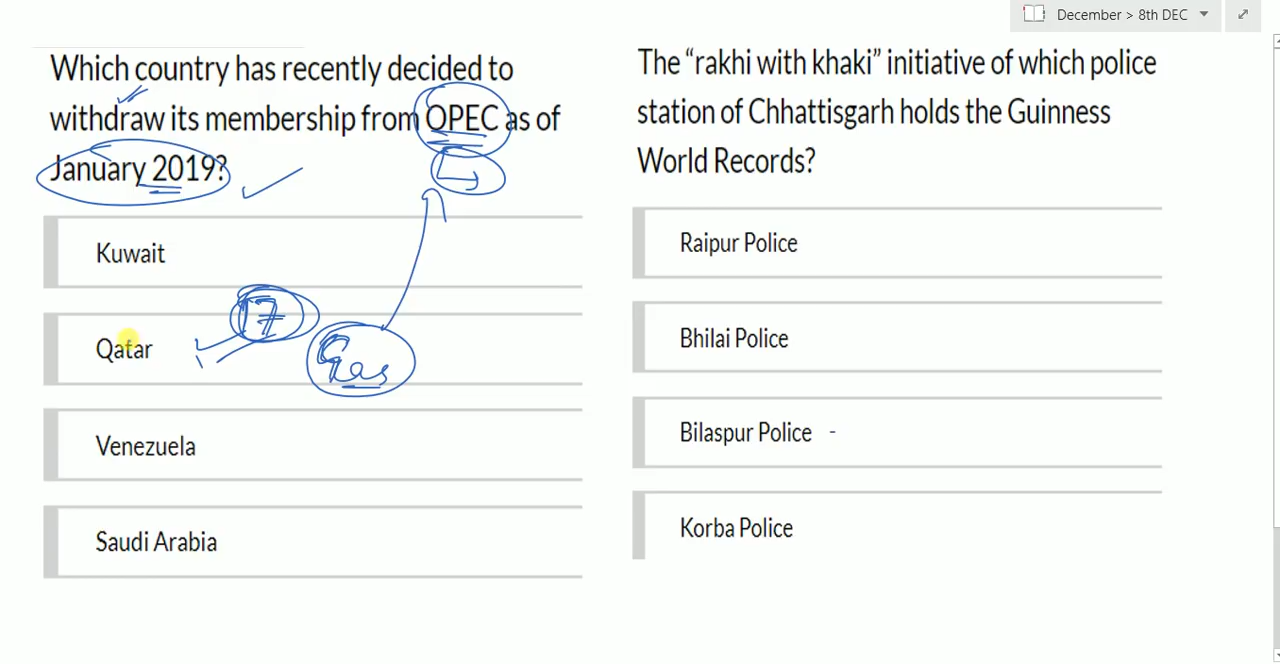 December > 8th DEC
Which country has recently decided to
withdraw its membership from OPEC as of
January 2019?
Kuwait
17
Qatar
Gas
Venezuela
Saudi Arabia
The “rakhi with khaki” initiative of which police
station of Chhattisgarh holds the Guinness
World Records?
Raipur Police
Bhilai Police
Bilaspur Police -
Korba Police